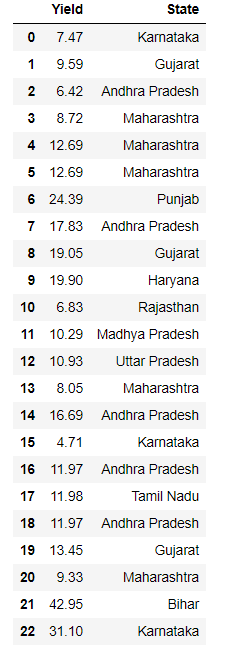 Yield State
0 7.47 Karnataka
1 9.59 Gujarat
2 6.42 Andhra Pradesh
3 8.72 Maharashtra
4 12.69 Maharashtra
5 12.69 Maharashtra
6 24.39 Punjab
7 17.83 Andhra Pradesh
8 19.05 Gujarat
9 19.90 Haryana
10 6.83 Rajasthan
11 10.29 Madhya Pradesh
12 10.93 Uttar Pradesh
13 8.05 Maharashtra
14 16.69 Andhra Pradesh
15 4.71 Karnataka
16 11.97 Andhra Pradesh
17 11.98 Tamil Nadu
18 11.97 Andhra Pradesh
19 13.45 Gujarat
20 9.33 Maharashtra
21 42.95 Bihar
22 31.10 Karnataka